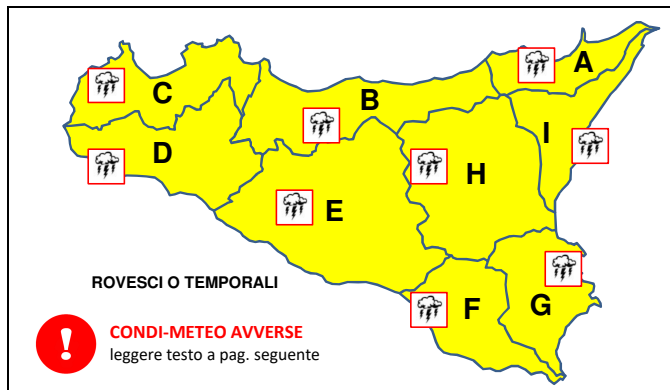 A
C
B
I
D
H
E
F
G
ROVESCI O TEMPORALI
CONDI-METEO AVVERSE
leggere testo a pag. seguente